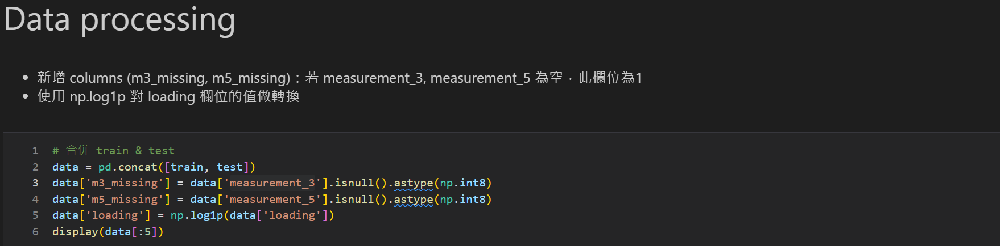 Data processing
• 新增 columns (m3_missing, m5_missing)：若 measurement_3, measurement_5 為空，此欄位為1
• 使用 np.log1p 對 loading 欄位的值做轉換
1 # 合併 train & test
2 data = pd.concat([train, test])
3 data['m3_missing'] = data['measurement_3'].isnull().astype(np.int8)
4 data['m5_missing'] = data['measurement_5'].isnull().astype(np.int8)
5 data['loading'] = np.log1p(data['loading'])
6 display(data[:5])